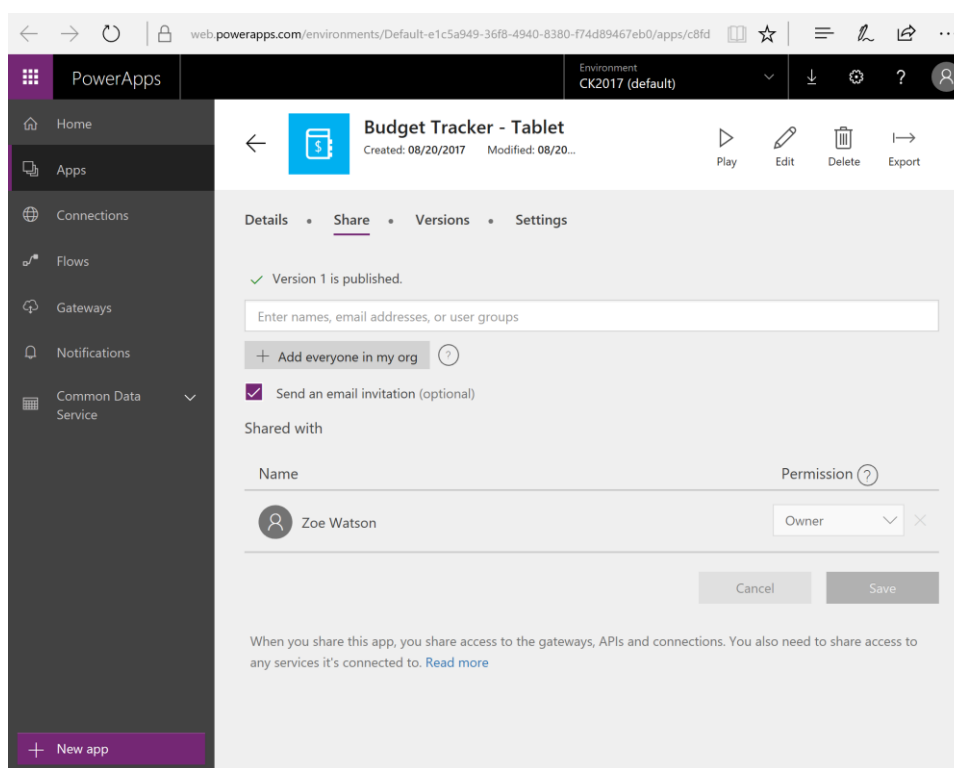 web.powerapps.com/environments/Default-e1c5a949-36f8-4940-8380-f74d89467eb0/apps/c8fd
PowerApps
Environment
CK2017 (default)
?
Home
Apps
Connections
Flows
Gateways
Notifications
Common Data
Service
New app
Budget Tracker - Tablet
Created: 08/20/2017 Modified: 08/20...
Play Edit Delete Export
Details • Share • Versions • Settings
Version 1 is published.
Enter names, email addresses, or user groups
+ Add everyone in my org ?
Send an email invitation (optional)
Shared with
Name Permission ?
Zoe Watson Owner
Cancel Save
When you share this app, you share access to the gateways, APIs and connections. You also need to share access to
any services it's connected to. Read more